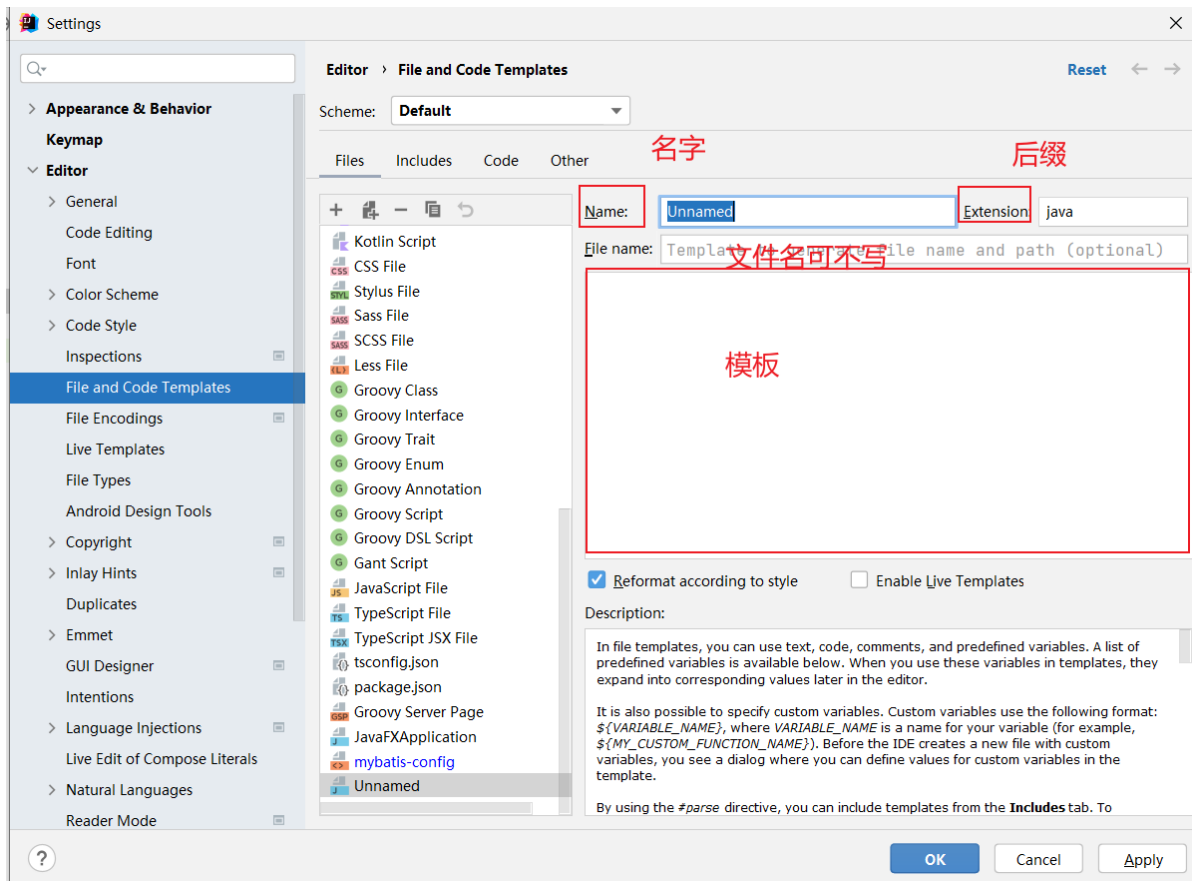 Settings
Editor › File and Code Templates
Reset
Appearance & Behavior
Keymap
Editor
General
Code Editing
Font
Color Scheme
Code Style
Inspections
File and Code Templates
File Encodings
Live Templates
File Types
Android Design Tools
Copyright
Inlay Hints
Duplicates
Emmet
GUI Designer
Intentions
Language Injections
Live Edit of Compose Literals
Natural Languages
Reader Mode
Scheme: Default
Files Includes Code Other
名字
后缀
Kotlin Script
CSS File
Stylus File
Sass File
SCSS File
Less File
Groovy Class
Groovy Interface
Groovy Trait
Groovy Enum
Groovy Annotation
Groovy Script
Groovy DSL Script
Gant Script
JavaScript File
TypeScript File
TypeScript JSX File
tsconfig.json
package.json
Groovy Server Page
JavaFXApplication
mybatis-config
Unnamed
Name: Unnamed Extension: java
File name: Template to generate file name and path (optional)
文件名可不写
模板
Reformat according to style Enable Live Templates
Description:
In file templates, you can use text, code, comments, and predefined variables. A list of
predefined variables is available below. When you use these variables in templates, they
expand into corresponding values later in the editor.
It is also possible to specify custom variables. Custom variables use the following format:
${VARIABLE_NAME}, where VARIABLE_NAME is a name for your variable (for example,
${MY_CUSTOM_FUNCTION_NAME}). Before the IDE creates a new file with custom
variables, you see a dialog where you can define values for custom variables in the
template.
By using the #parse directive, you can include templates from the Includes tab. To
? OK Cancel Apply